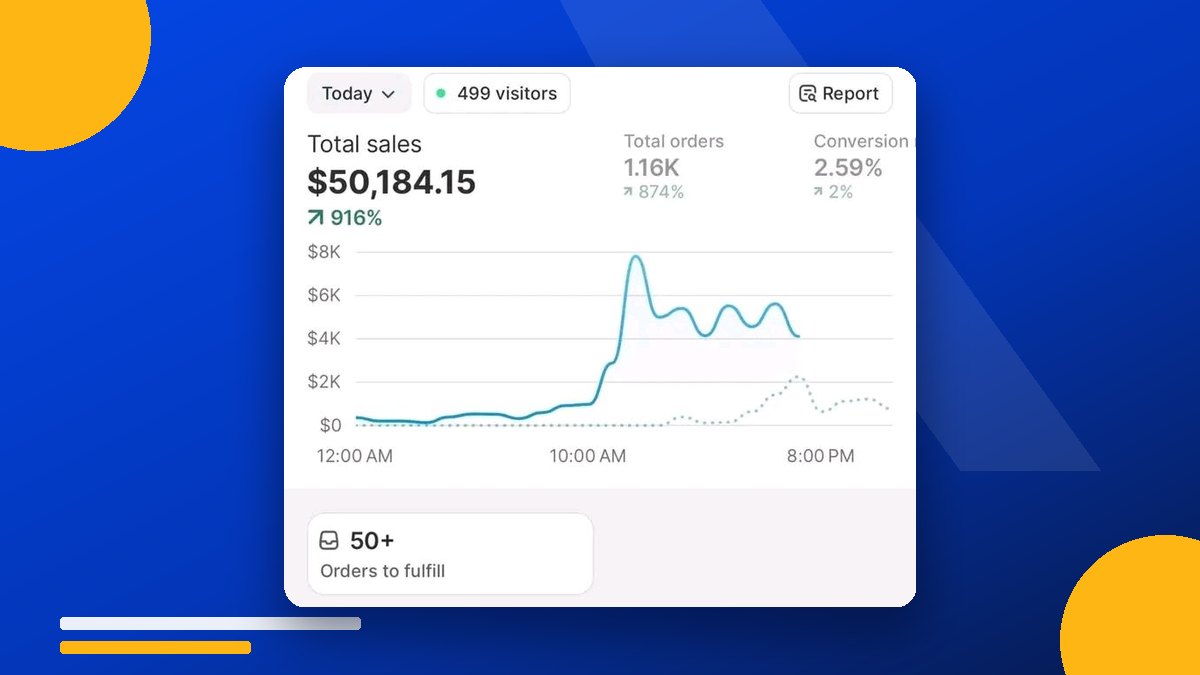 Today
499 visitors
Report
Total sales
Total orders
Conversion
$50,184.15
1.16K
2.59%
916%
874%
2%
$8K
$6K
$4K
$2K
$0
12:00 AM
10:00 AM
8:00 PM
50+
Orders to fulfill